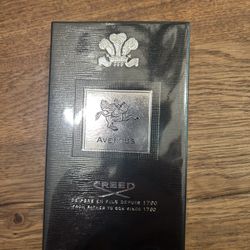 AVENTUS
CREED
DE PERE EN FILS DEPUIS 1760
FROM FATHER TO SON SINCE 1760